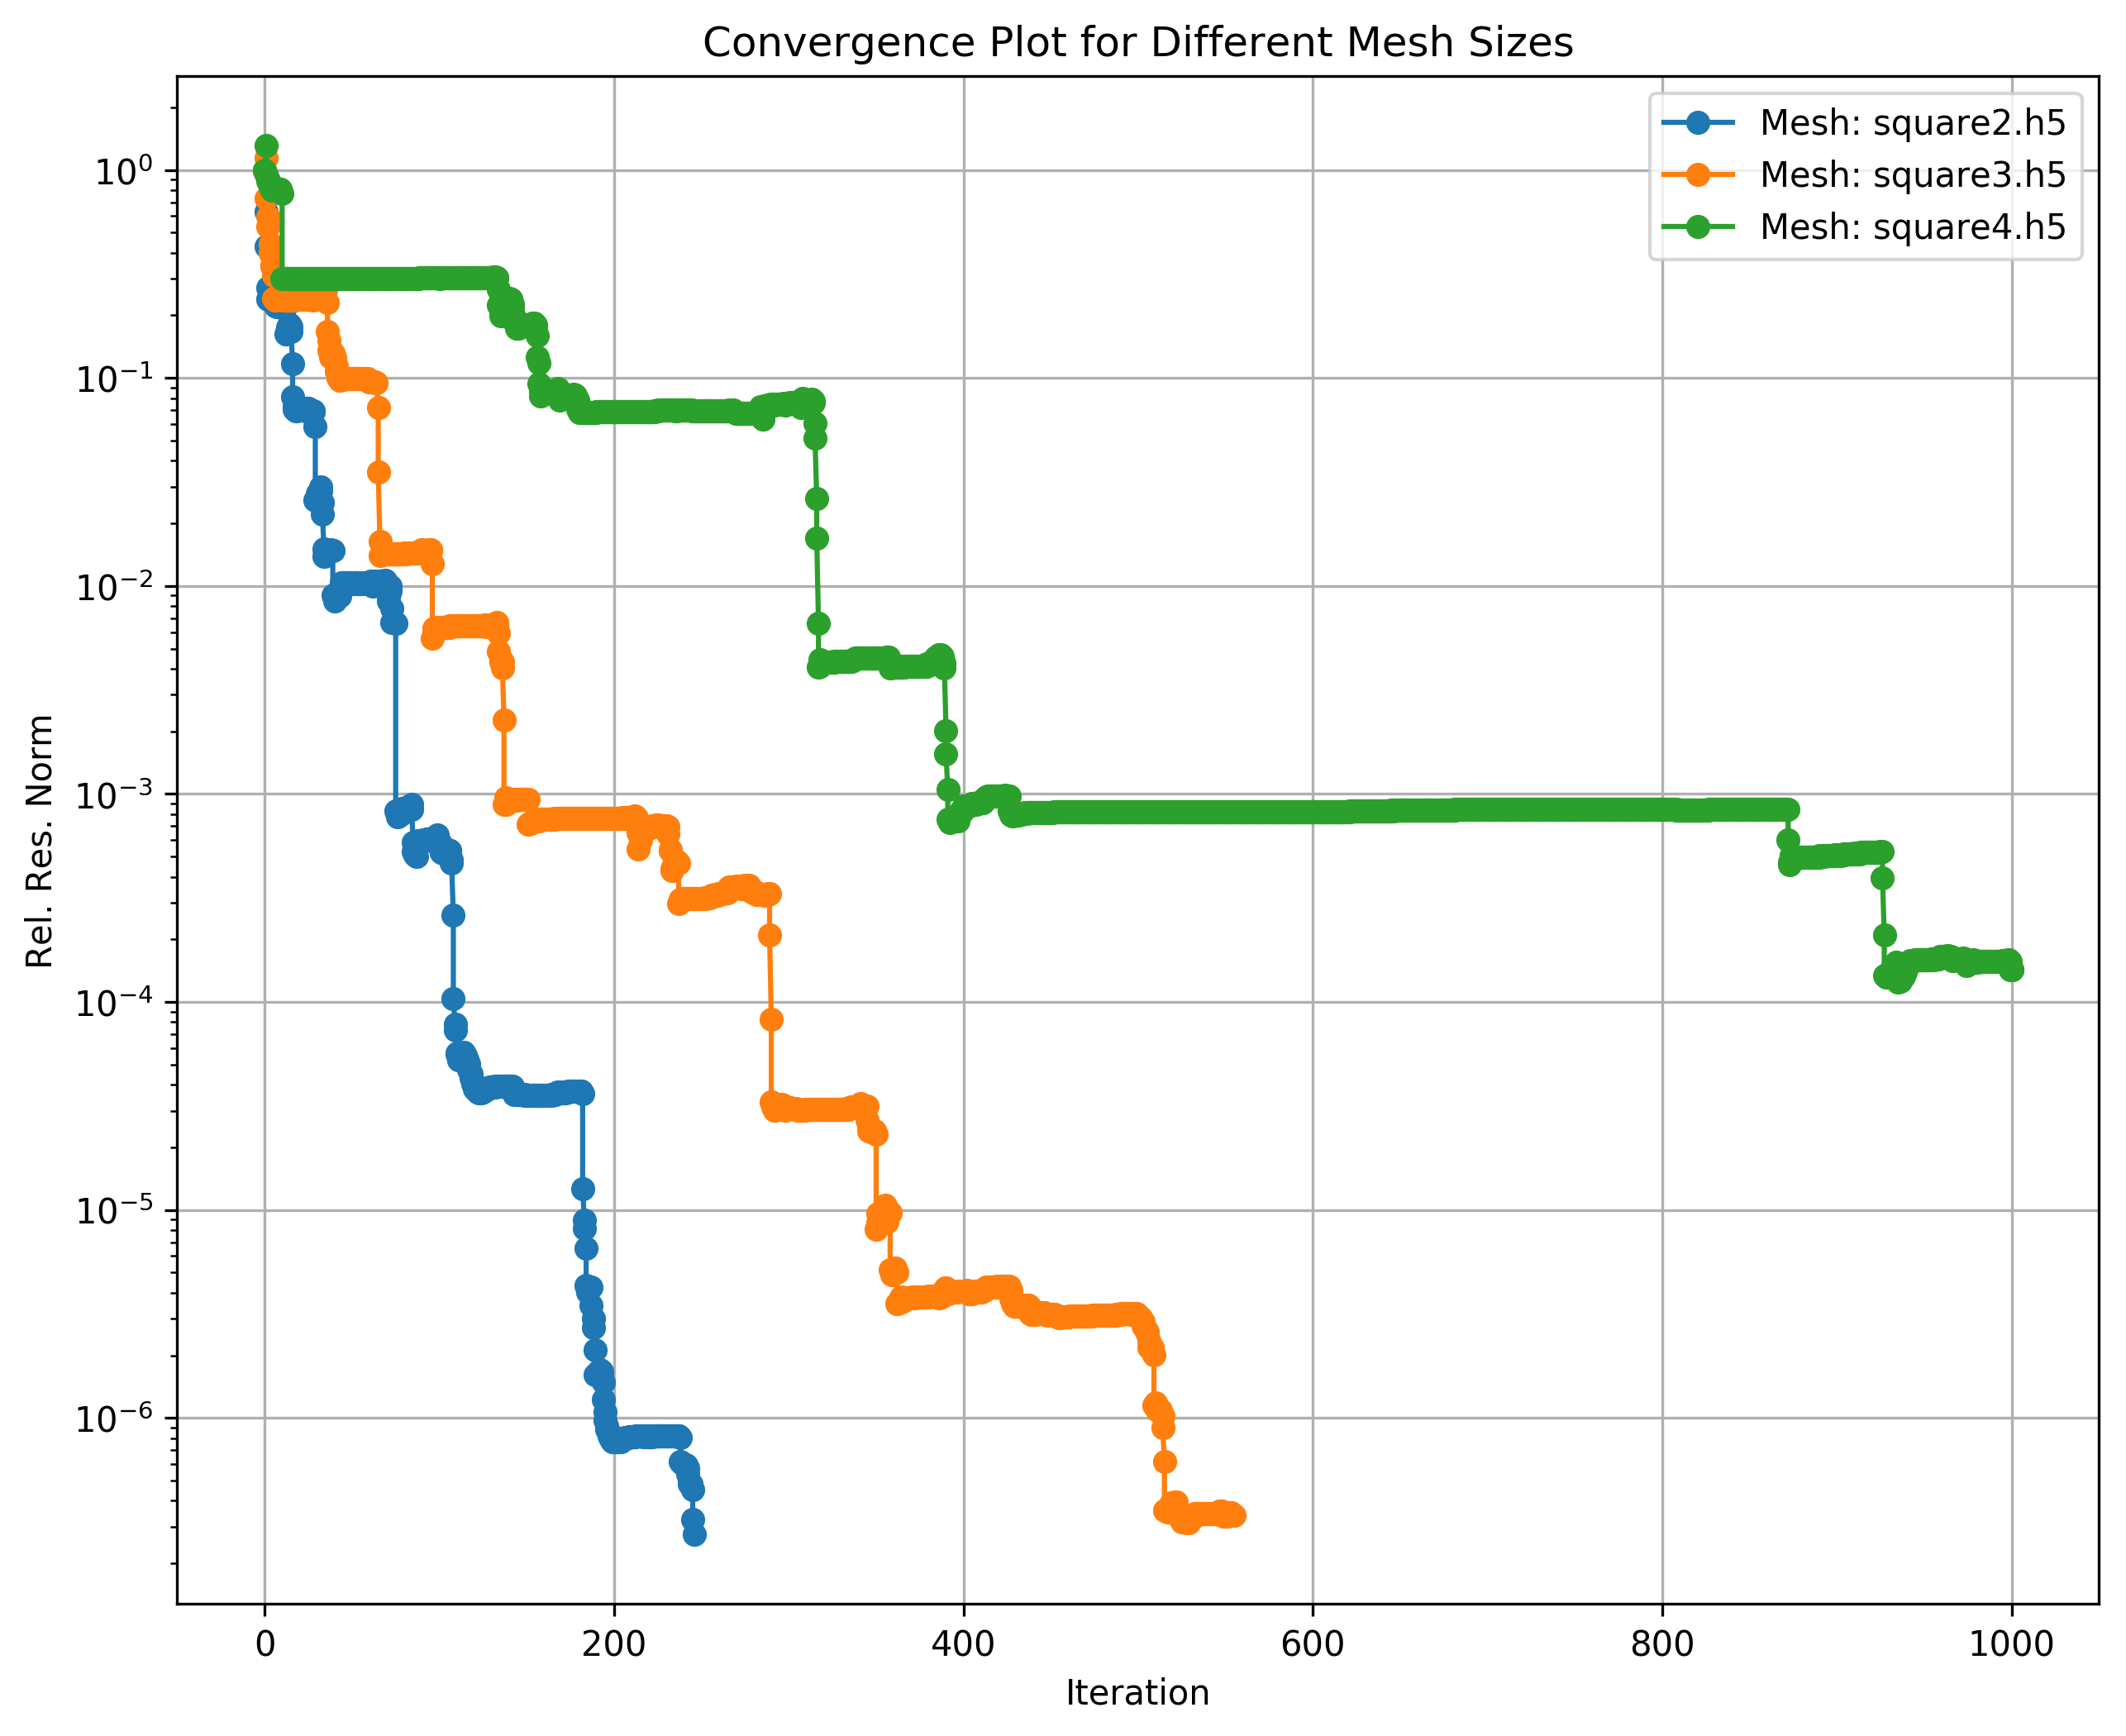 Convergence Plot for Different Mesh Sizes
Mesh: square2.h5
Mesh: square3.h5
Mesh: square4.h5
Rel. Res. Norm
10⁰
10⁻¹
10⁻²
10⁻³
10⁻⁴
10⁻⁵
10⁻⁶
0 200 400 600 800 1000
Iteration